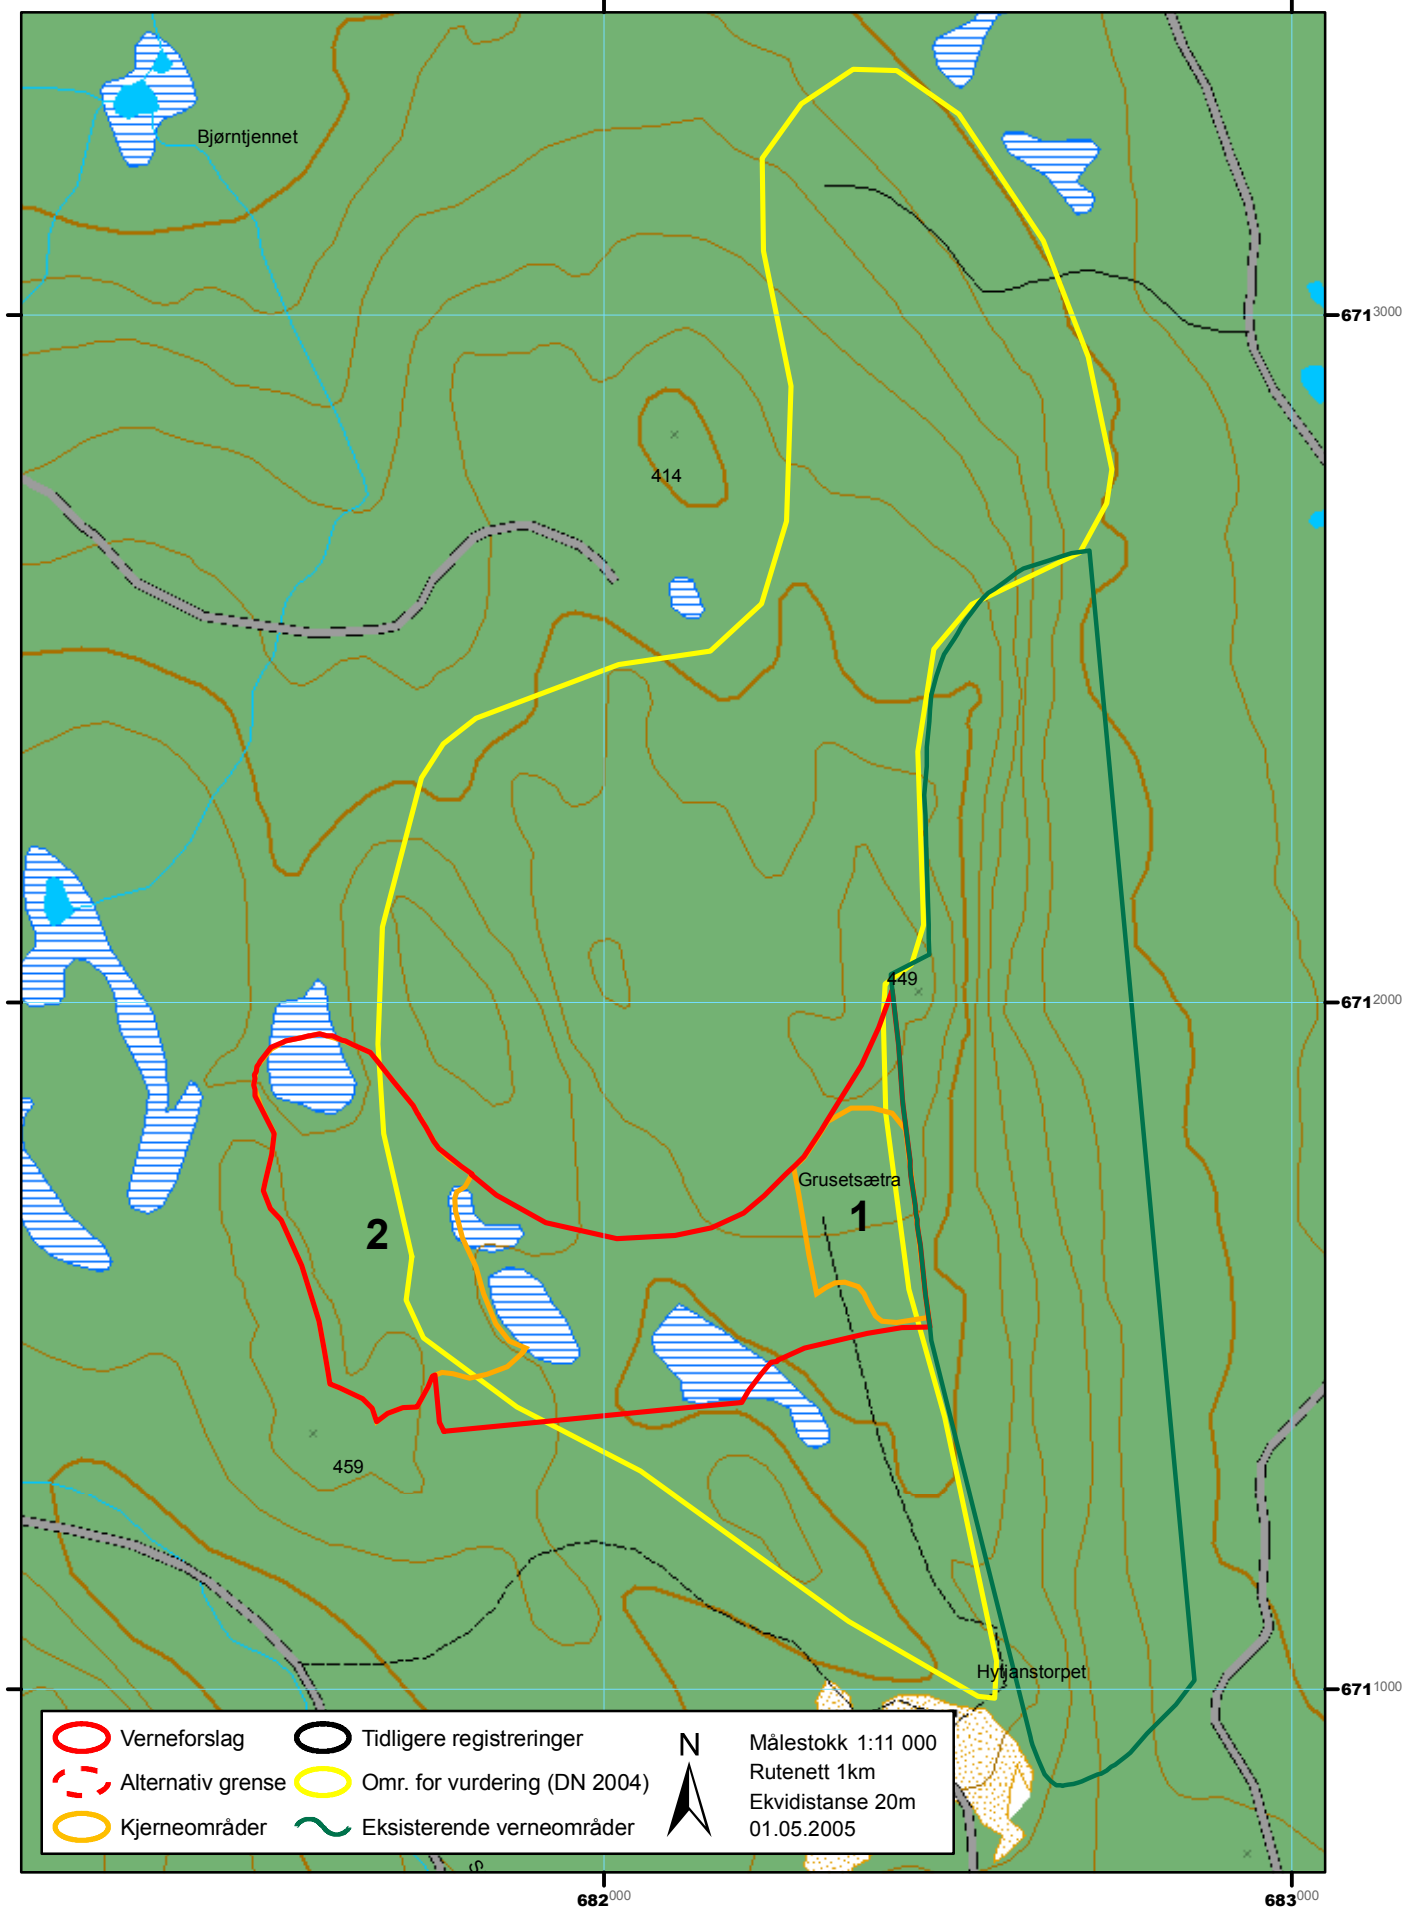 Bjørntjennet
6713000
414
449
6712000
Grusetsætra
1
2
459
Hytjanstorpet
6711000
Verneforslag
Tidligere registreringer
N
Målestokk 1:11 000
Alternativ grense
Omr. for vurdering (DN 2004)
Rutenett 1km
Kjerneområder
Eksisterende verneområder
Ekvidistanse 20m
01.05.2005
682000
683000